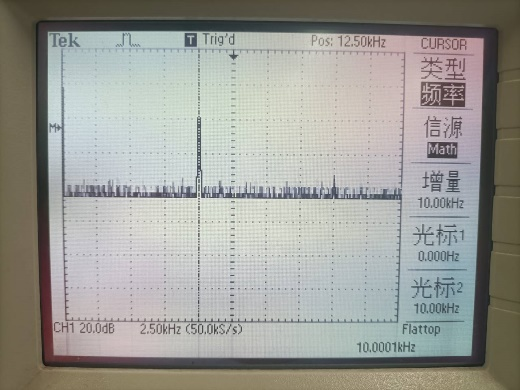 Tek T Trig'd Pos: 12.50kHz CURSOR
类型
频率
M
信源
Math
增量
10.00kHz
光标1
0.000Hz
光标2
10.00kHz
CH1 20.0dB 2.50kHz (50.0kS/s) Flattop
10.0001kHz